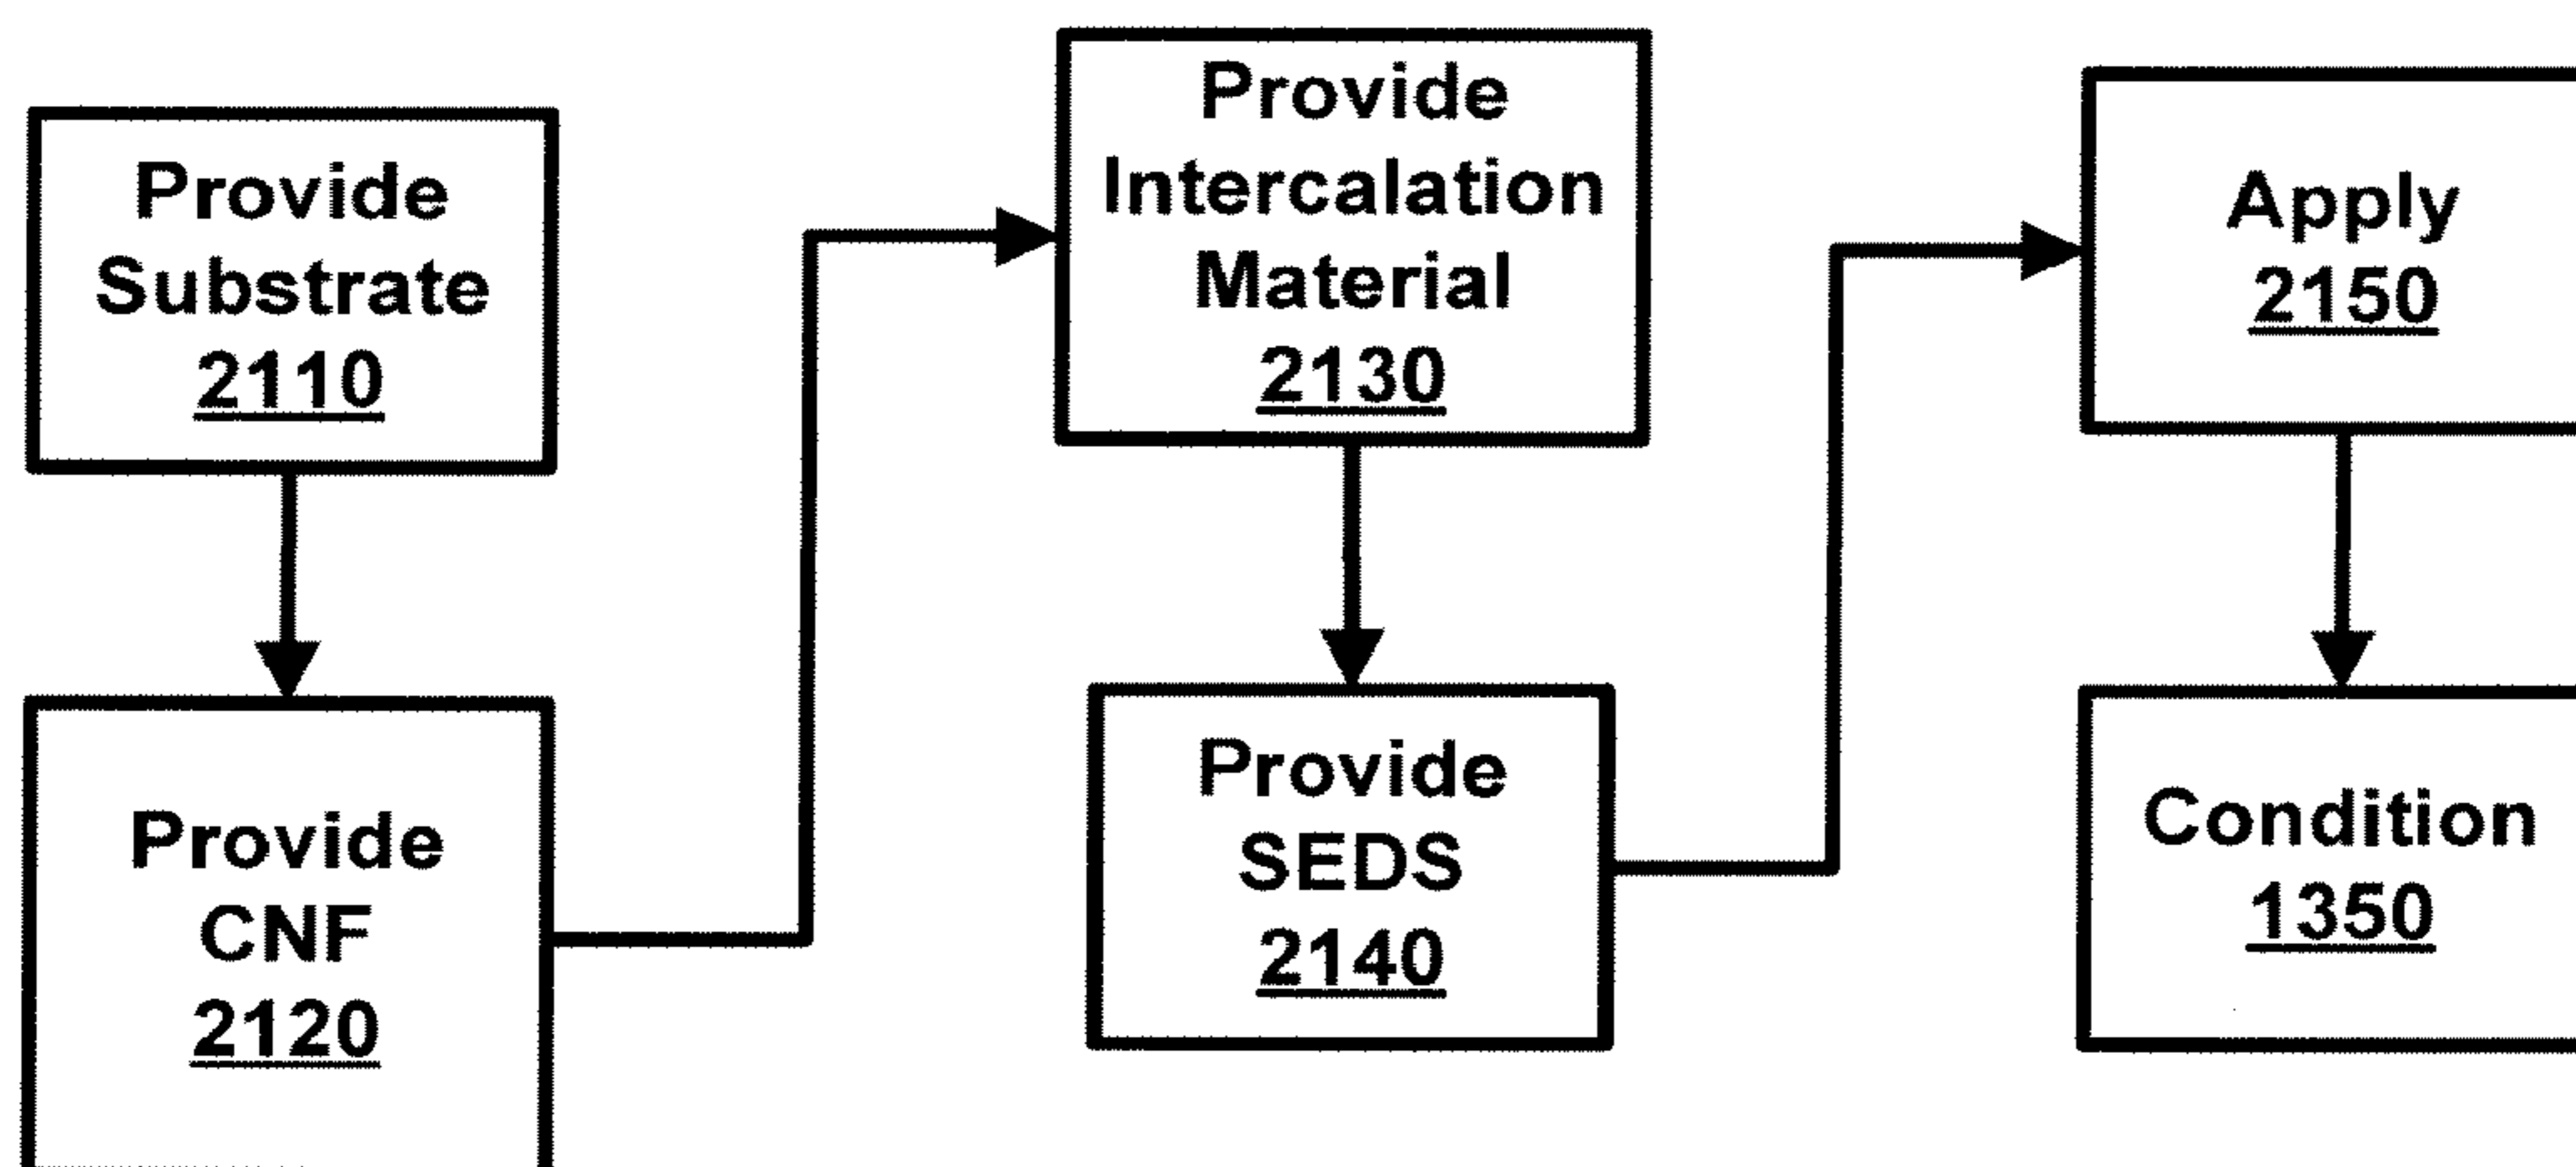 Provide
Substrate
2110
Provide
CNF
2120
Provide
Intercalation
Material
2130
Provide
SEDS
2140
Apply
2150
Condition
1350